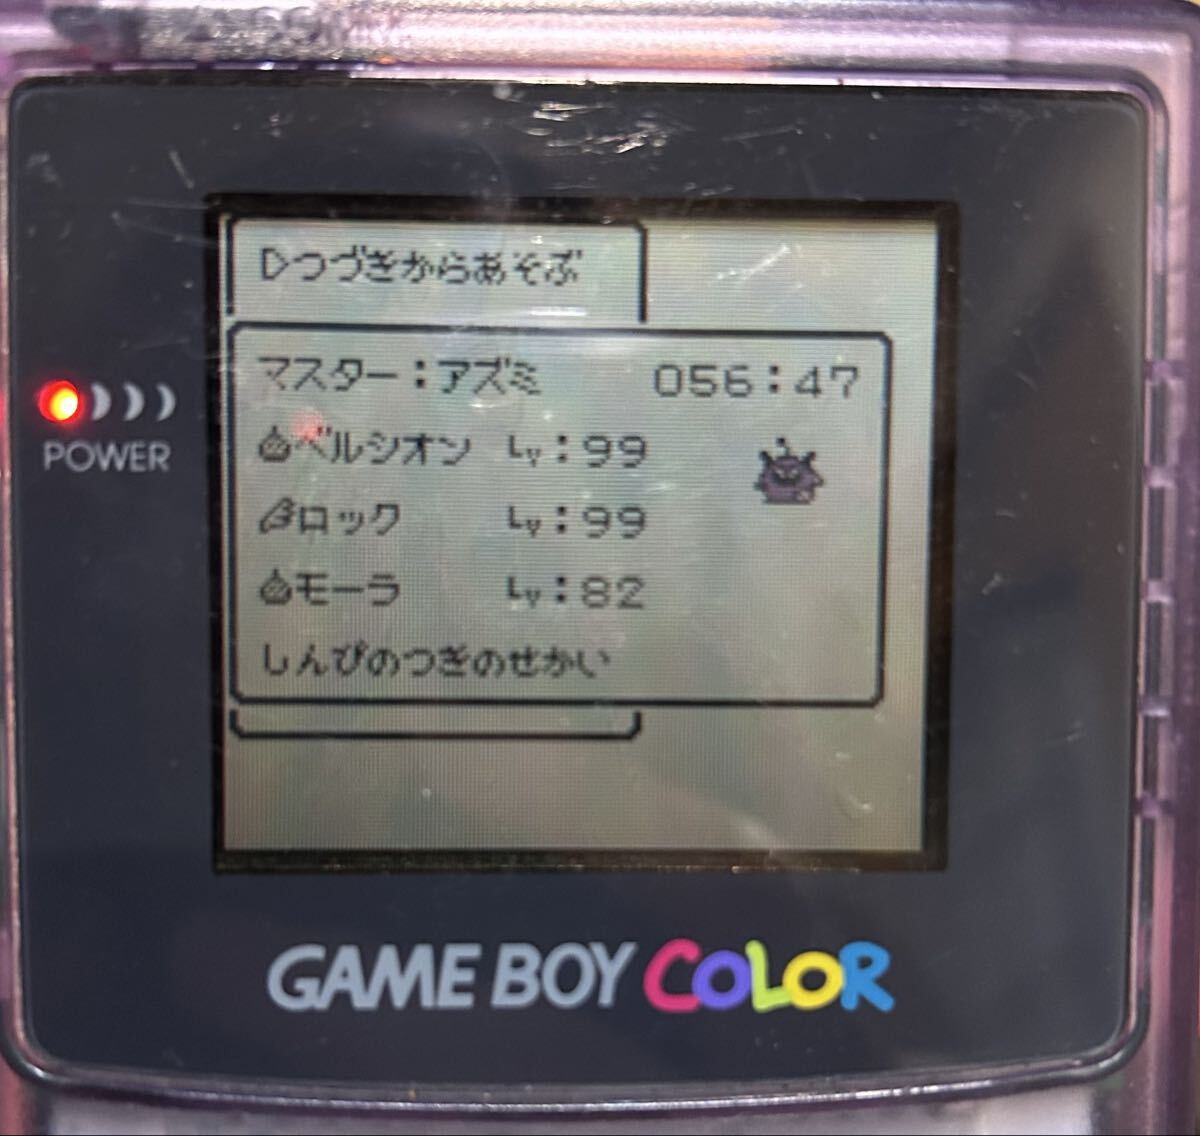 ▷つづきからあそぶ
マスター：アズミ 056：47
ベルシオン Lv：99
ロック Lv：99
モーラ Lv：82
しんぴのつぎのせかい
POWER
GAME BOY COLOR